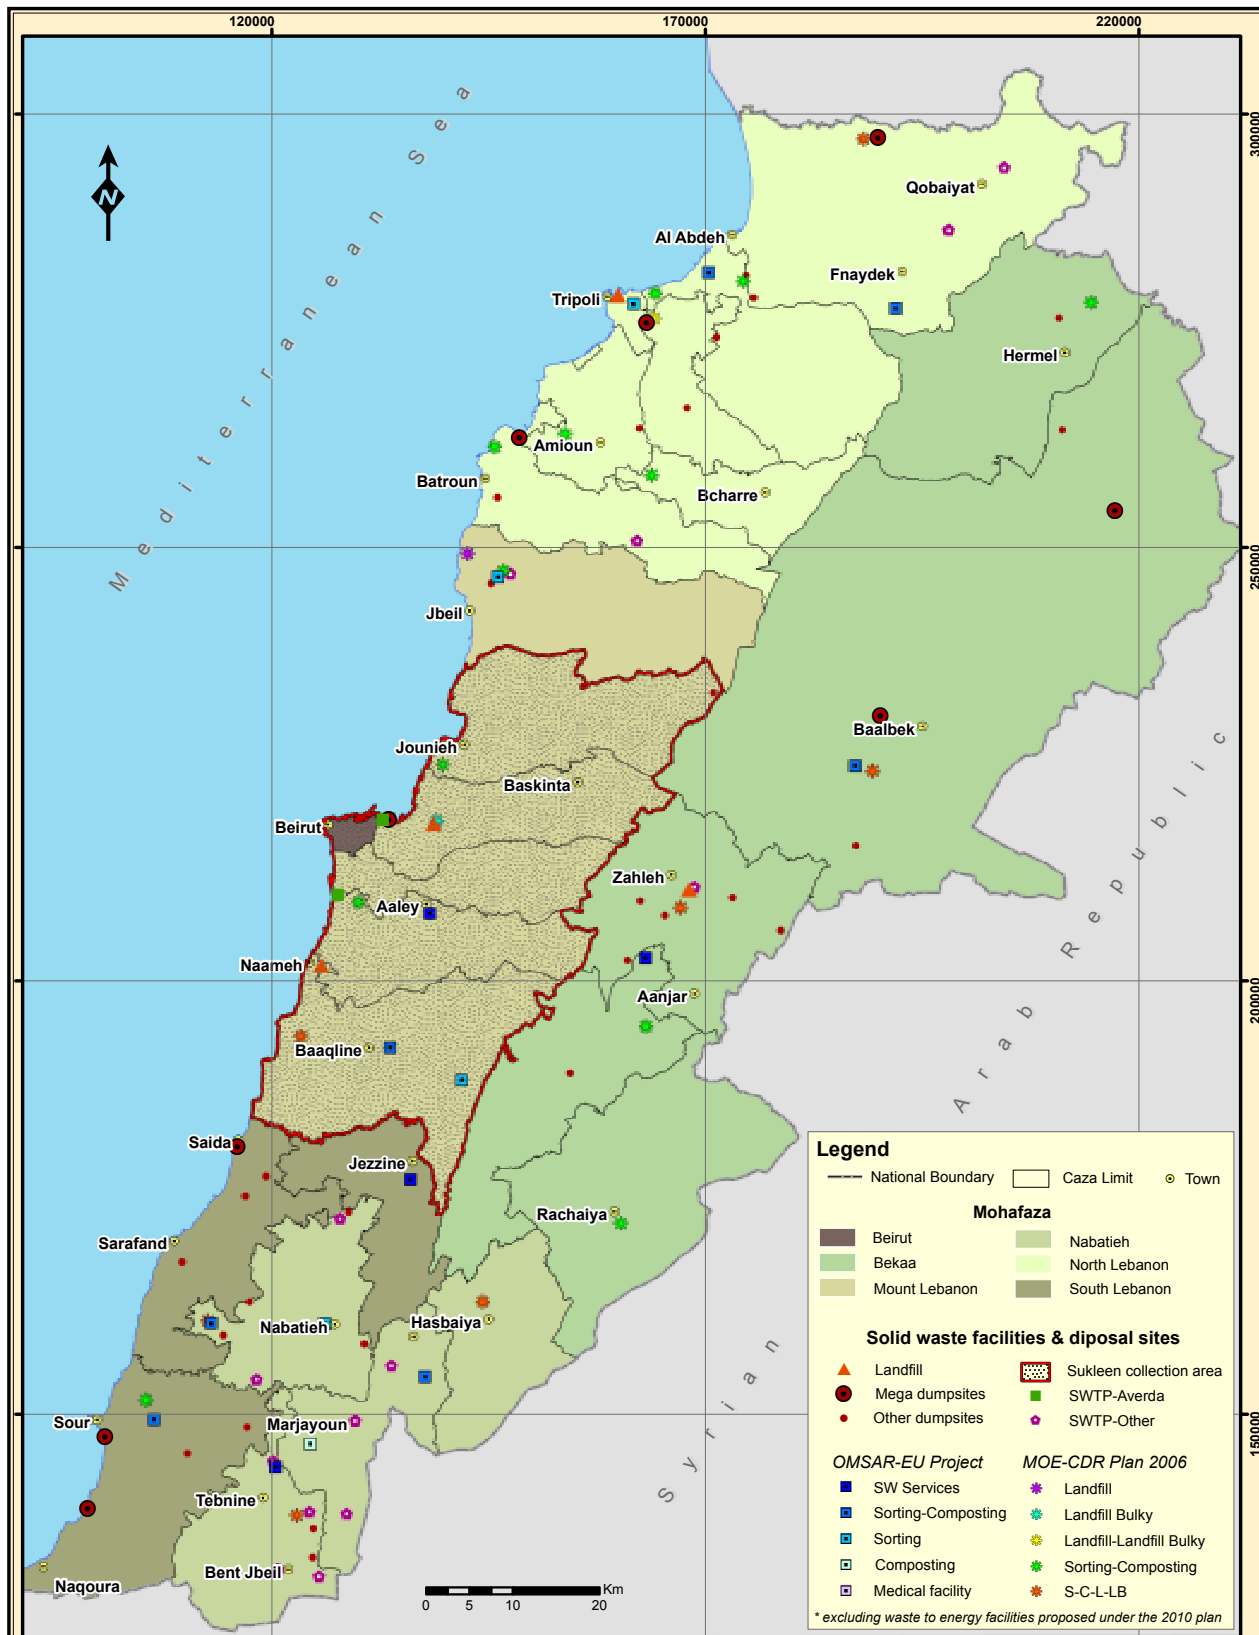 120000
170000
220000
300000
250000
200000
150000
Mediterranean Sea
N
Qobaiyat
Al Abdeh
Fnaydek
Tripoli
Hermel
Amioun
Batroun
Bcharre
Jbeil
Jounieh
Baalbek
Baskinta
Beirut
Zahleh
Aaley
Naameh
Aanjar
Baaqline
Syrian Arab Republic
Saida
Jezzine
Rachaiya
Sarafand
Nabatieh
Hasbaiya
Sour
Marjayoun
Tebnine
Bent Jbeil
Naqoura
Km
0 5 10 20
Legend
National Boundary
Caza Limit
Town
Mohafaza
Beirut
Nabatieh
Bekaa
North Lebanon
Mount Lebanon
South Lebanon
Solid waste facilities & diposal sites
Landfill
Sukleen collection area
Mega dumpsites
SWTP-Averda
Other dumpsites
SWTP-Other
OMSAR-EU Project
MOE-CDR Plan 2006
SW Services
Landfill
Sorting-Composting
Landfill Bulky
Sorting
Landfill-Landfill Bulky
Composting
Sorting-Composting
Medical facility
S-C-L-LB
* excluding waste to energy facilities proposed under the 2010 plan